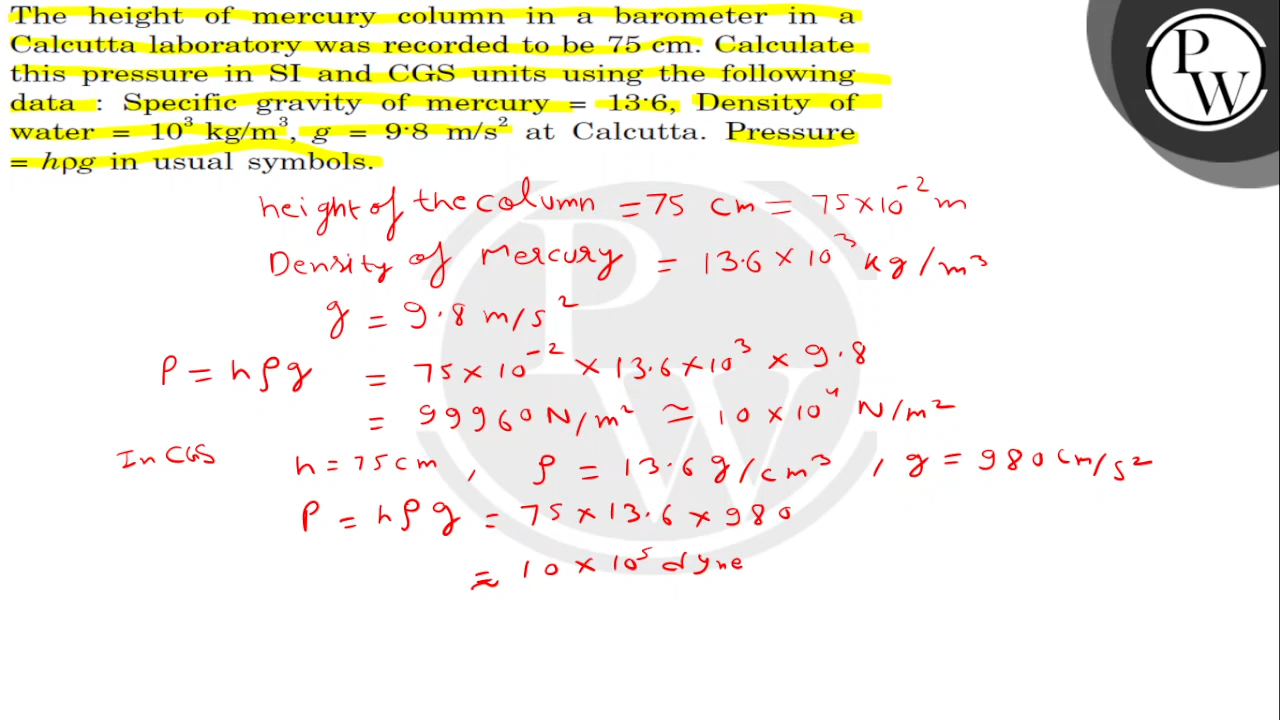 The height of mercury column in a barometer in a
Calcutta laboratory was recorded to be 75 cm. Calculate
this pressure in SI and CGS units using the following
data : Specific gravity of mercury = 13·6, Density of
water = 10³ kg/m³, g = 9·8 m/s² at Calcutta. Pressure
= hρg in usual symbols.
P
W
height of the column = 75 cm = 75×10⁻² m
Density of mercury = 13.6 × 10³ kg/m³
g = 9.8 m/s²
P = hρg = 75×10⁻² × 13.6×10³ × 9.8
= 99960 N/m² ≃ 10 × 10⁴ N/m²
In CGS h = 75cm , ρ = 13.6 g/cm³ , g = 980 cm/s²
P = hρg = 75 × 13.6 × 980
≈ 10 × 10⁵ dyne